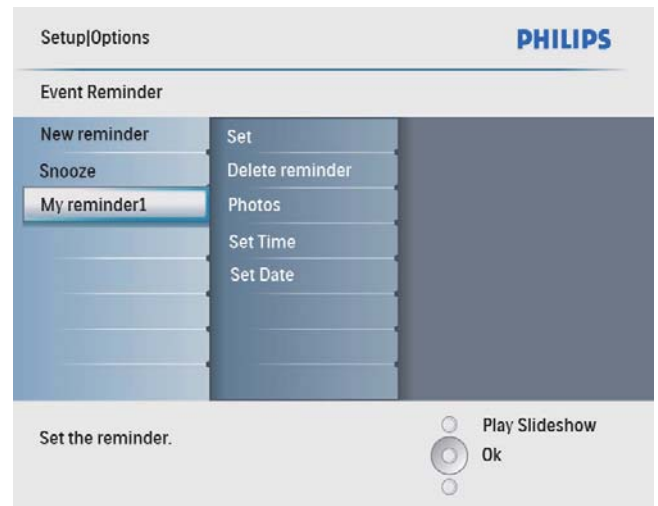 Setup|Options
PHILIPS
Event Reminder
New reminder
Snooze
My reminder1
Set
Delete reminder
Photos
Set Time
Set Date
Set the reminder.
Play Slideshow
Ok